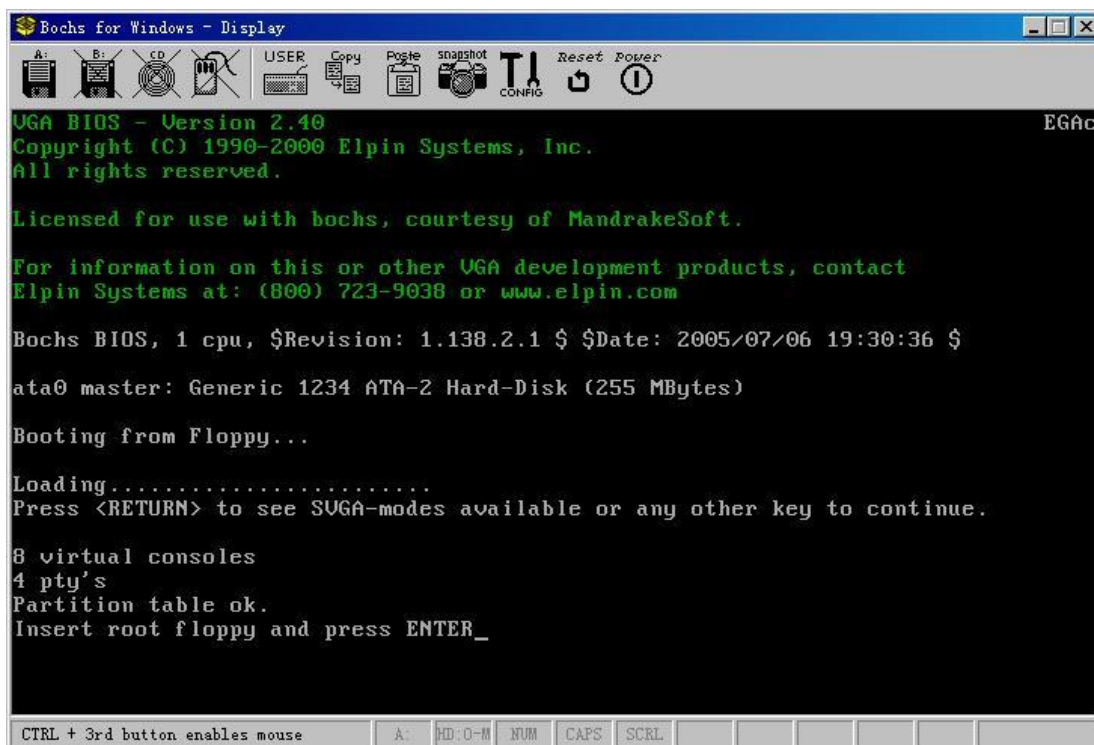 Bochs for Windows - Display
A:
B:
CD
USER
Copy
Poste
snapshot
CONFIG
Reset
Power
VGA BIOS - Version 2.40
EGAc
Copyright (C) 1990-2000 Elpin Systems, Inc.
All rights reserved.
Licensed for use with bochs, courtesy of MandrakeSoft.
For information on this or other VGA development products, contact
Elpin Systems at: (800) 723-9038 or www.elpin.com
Bochs BIOS, 1 cpu, $Revision: 1.138.2.1 $ $Date: 2005/07/06 19:30:36 $
ata0 master: Generic 1234 ATA-2 Hard-Disk (255 MBytes)
Booting from Floppy...
Loading........................
Press <RETURN> to see SVGA-modes available or any other key to continue.
8 virtual consoles
4 pty's
Partition table ok.
Insert root floppy and press ENTER_
CTRL + 3rd button enables mouse
A:
HD:0-M
NUM
CAPS
SCRL